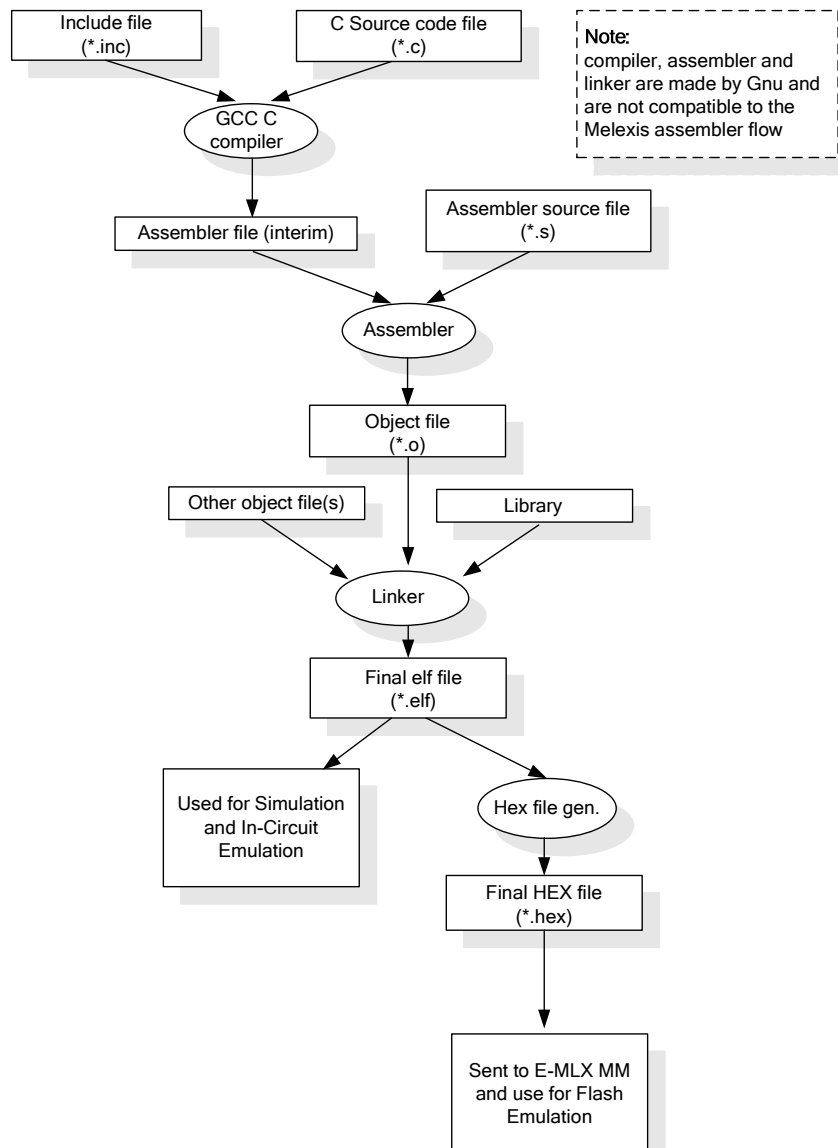 Include file
(*.inc)
C Source code file
(*.c)
Note:
compiler, assembler and
linker are made by Gnu and
are not compatible to the
Melexis assembler flow
GCC C
compiler
Assembler file (interim)
Assembler source file
(*.s)
Assembler
Object file
(*.o)
Other object file(s)
Library
Linker
Final elf file
(*.elf)
Used for Simulation
and In-Circuit
Emulation
Hex file gen.
Final HEX file
(*.hex)
Sent to E-MLX MM
and use for Flash
Emulation